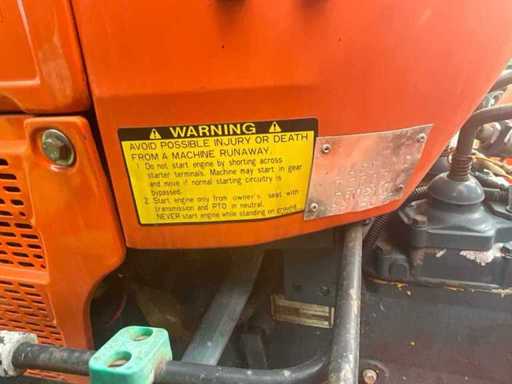 WARNING
AVOID POSSIBLE INJURY OR DEATH
FROM A MACHINE RUNAWAY.
1. Do not start engine by shorting across
starter terminals. Machine may start in gear
and move if normal starting circuitry is
bypassed.
2. Start engine only from owner's seat with
transmission and PTO in neutral.
NEVER start engine while standing on ground.